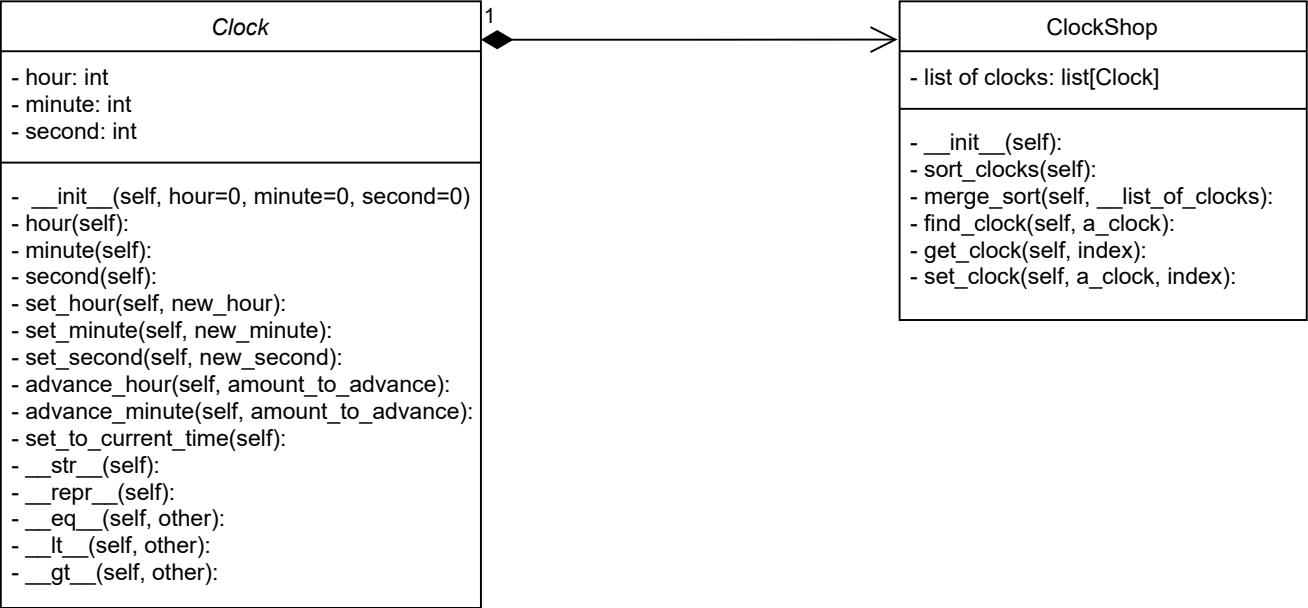 Clock
1
ClockShop
- hour: int
- minute: int
- second: int
- list of clocks: list[Clock]
-  __init__(self, hour=0, minute=0, second=0)
- hour(self):
- minute(self):
- second(self):
- set_hour(self, new_hour):
- set_minute(self, new_minute):
- set_second(self, new_second):
- advance_hour(self, amount_to_advance):
- advance_minute(self, amount_to_advance):
- set_to_current_time(self):
- __str__(self):
- __repr__(self):
- __eq__(self, other):
- __lt__(self, other):
- __gt__(self, other):
- __init__(self):
- sort_clocks(self):
- merge_sort(self, __list_of_clocks):
- find_clock(self, a_clock):
- get_clock(self, index):
- set_clock(self, a_clock, index):